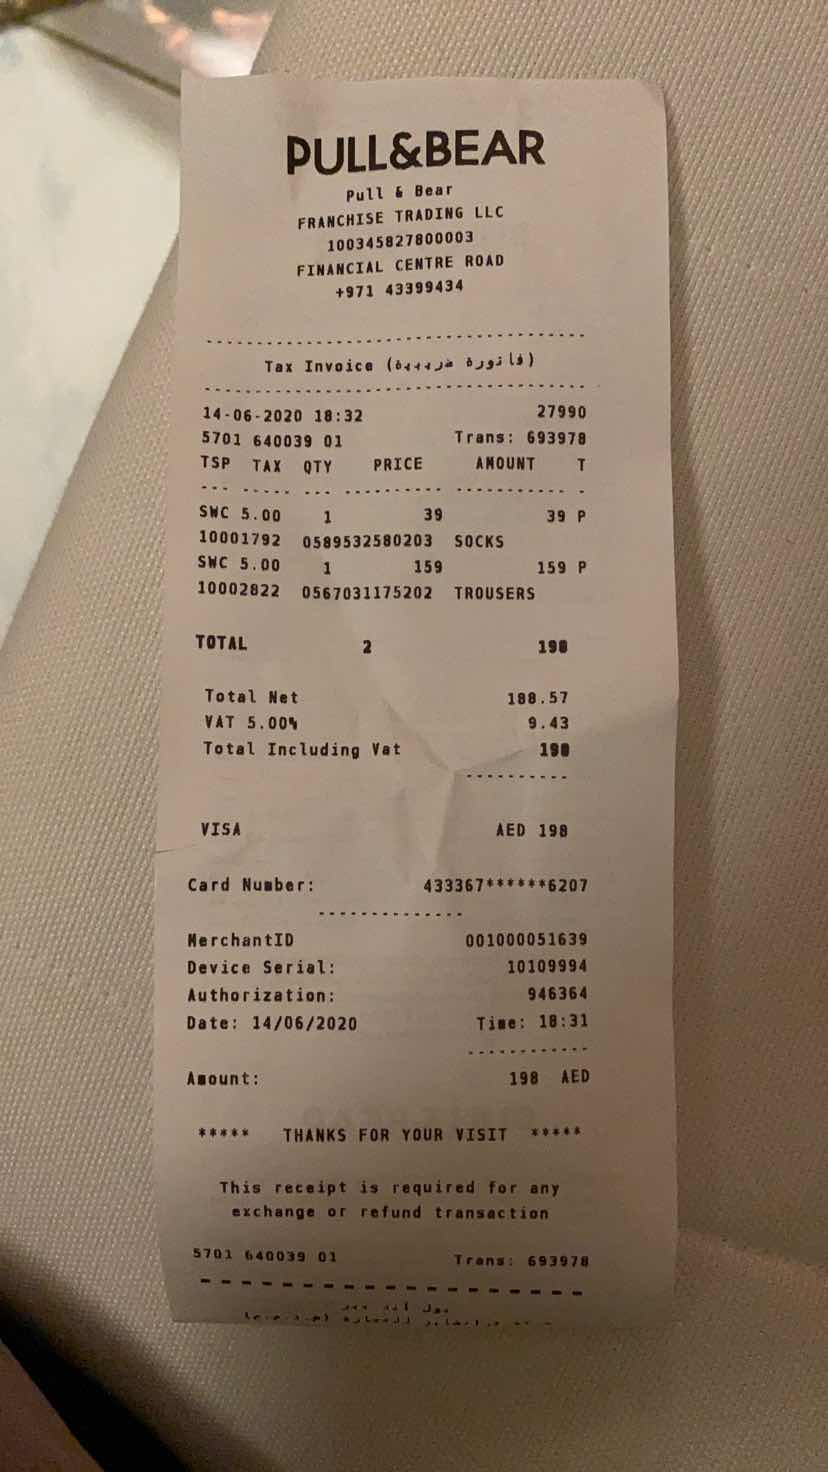 PULL&BEAR
Pull & Bear
FRANCHISE TRADING LLC
100345827800003
FINANCIAL CENTRE ROAD
+971 43399434
Tax Invoice (فاتورة ضريبية)
14-06-2020 18:32 27990
5701 640039 01 Trans: 693978
TSP TAX QTY PRICE AMOUNT T
SWC 5.00 1 39 39 P
10001792 0589532580203 SOCKS
SWC 5.00 1 159 159 P
10002822 0567031175202 TROUSERS
TOTAL 2 198
Total Net 188.57
VAT 5.00% 9.43
Total Including Vat 198
VISA AED 198
Card Number: 433367******6207
MerchantID 001000051639
Device Serial: 10109994
Authorization: 946364
Date: 14/06/2020 Time: 18:31
Amount: 198 AED
***** THANKS FOR YOUR VISIT *****
This receipt is required for any
exchange or refund transaction
5701 640039 01 Trans: 693978
بول آند بير